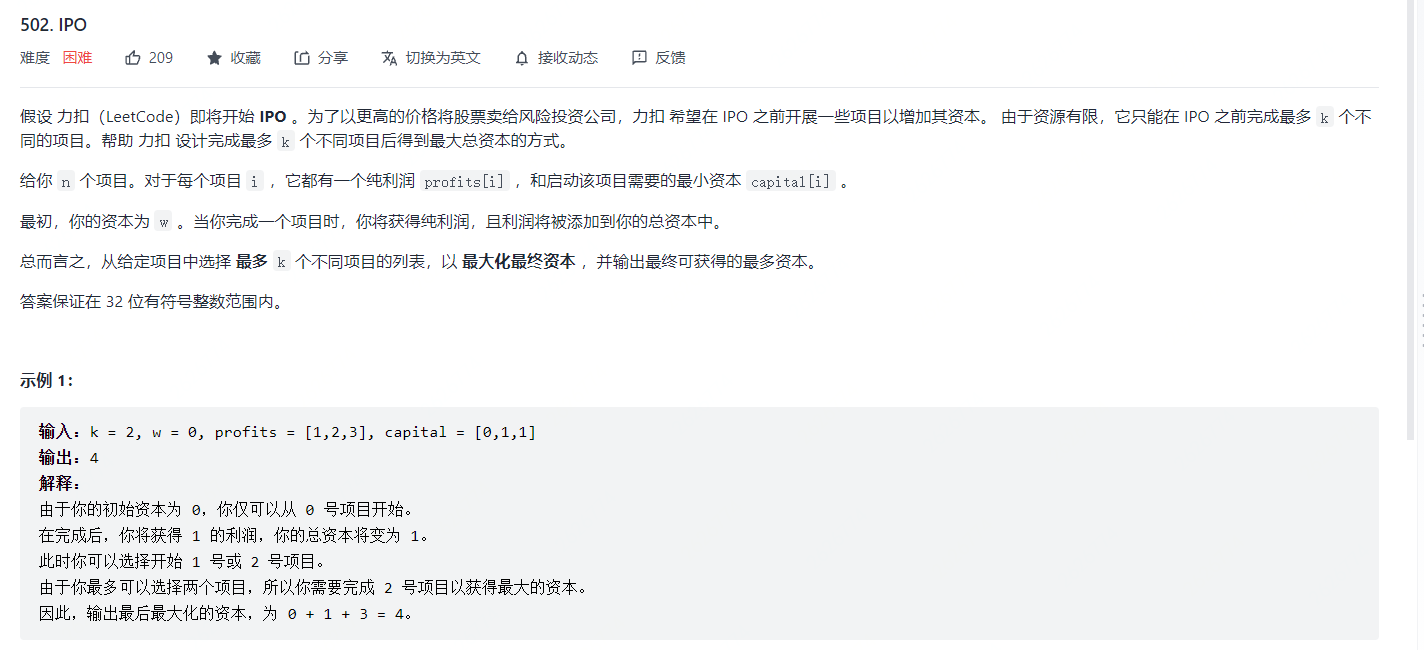 502. IPO
难度 困难 209 收藏 分享 切换为英文 接收动态 反馈
假设 力扣（LeetCode）即将开始 IPO 。为了以更高的价格将股票卖给风险投资公司，力扣 希望在 IPO 之前开展一些项目以增加其资本。 由于资源有限，它只能在 IPO 之前完成最多 k 个不
同的项目。帮助 力扣 设计完成最多 k 个不同项目后得到最大总资本的方式。
给你 n 个项目。对于每个项目 i ，它都有一个纯利润 profits[i] ，和启动该项目需要的最小资本 capital[i] 。
最初，你的资本为 w 。当你完成一个项目时，你将获得纯利润，且利润将被添加到你的总资本中。
总而言之，从给定项目中选择 最多 k 个不同项目的列表，以 最大化最终资本 ，并输出最终可获得的最多资本。
答案保证在 32 位有符号整数范围内。
示例 1：
输入：k = 2, w = 0, profits = [1,2,3], capital = [0,1,1]
输出：4
解释：
由于你的初始资本为 0，你仅可以从 0 号项目开始。
在完成后，你将获得 1 的利润，你的总资本将变为 1。
此时你可以选择开始 1 号或 2 号项目。
由于你最多可以选择两个项目，所以你需要完成 2 号项目以获得最大的资本。
因此，输出最后最大化的资本，为 0 + 1 + 3 = 4。